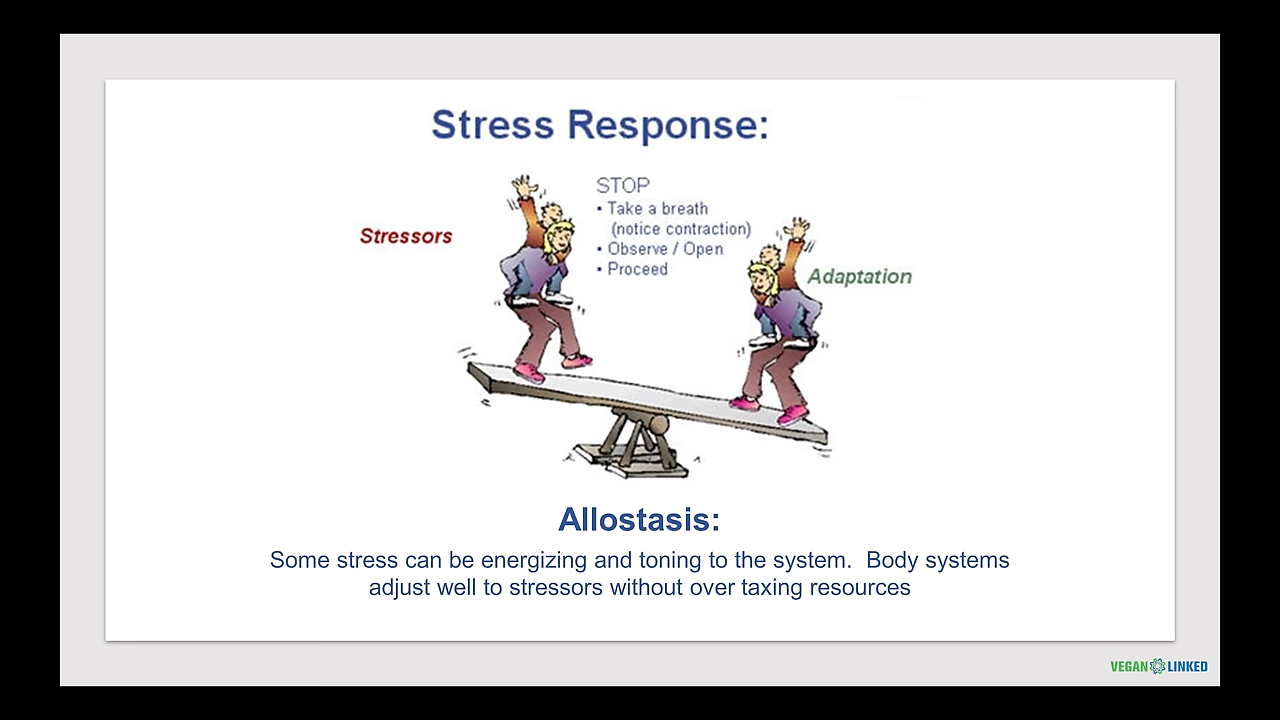 Stress Response:
STOP
• Take a breath
(notice contraction)
• Observe / Open
• Proceed
Stressors
Adaptation
Allostasis:
Some stress can be energizing and toning to the system.  Body systems
adjust well to stressors without over taxing resources
VEGAN LINKED